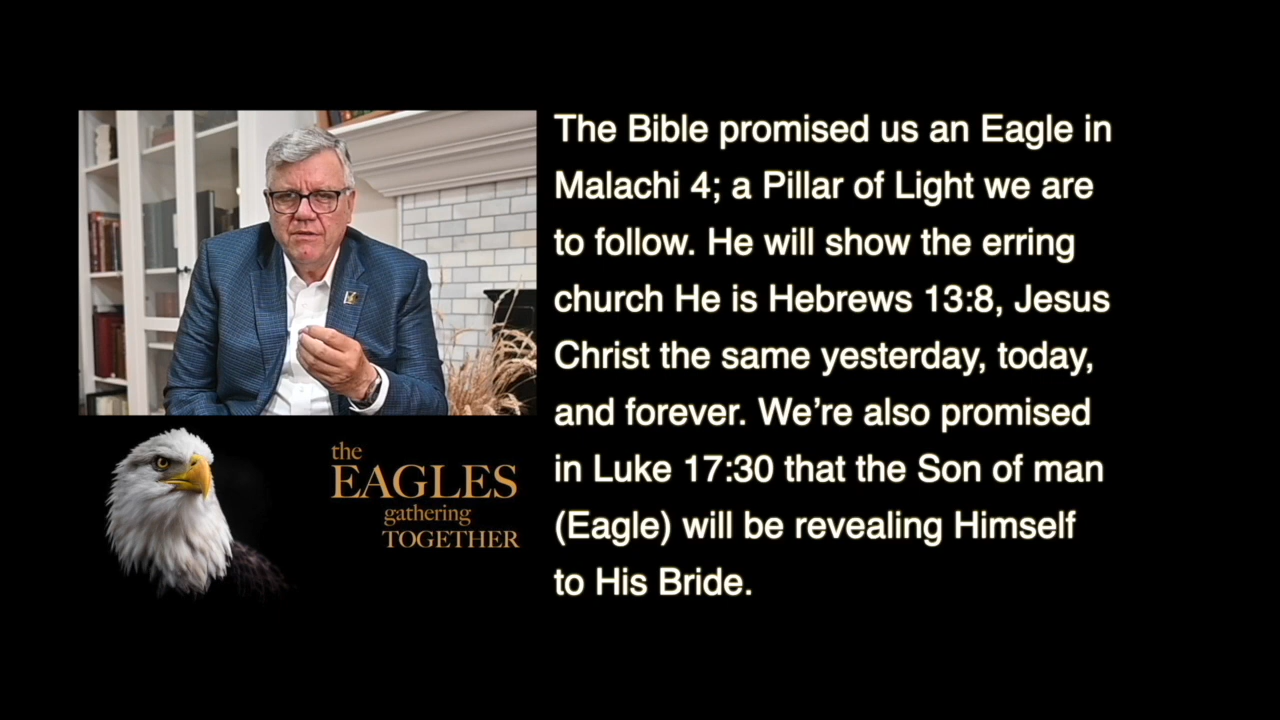 the
EAGLES
gathering
TOGETHER
The Bible promised us an Eagle in
Malachi 4; a Pillar of Light we are
to follow. He will show the erring
church He is Hebrews 13:8, Jesus
Christ the same yesterday, today,
and forever. We’re also promised
in Luke 17:30 that the Son of man
(Eagle) will be revealing Himself
to His Bride.